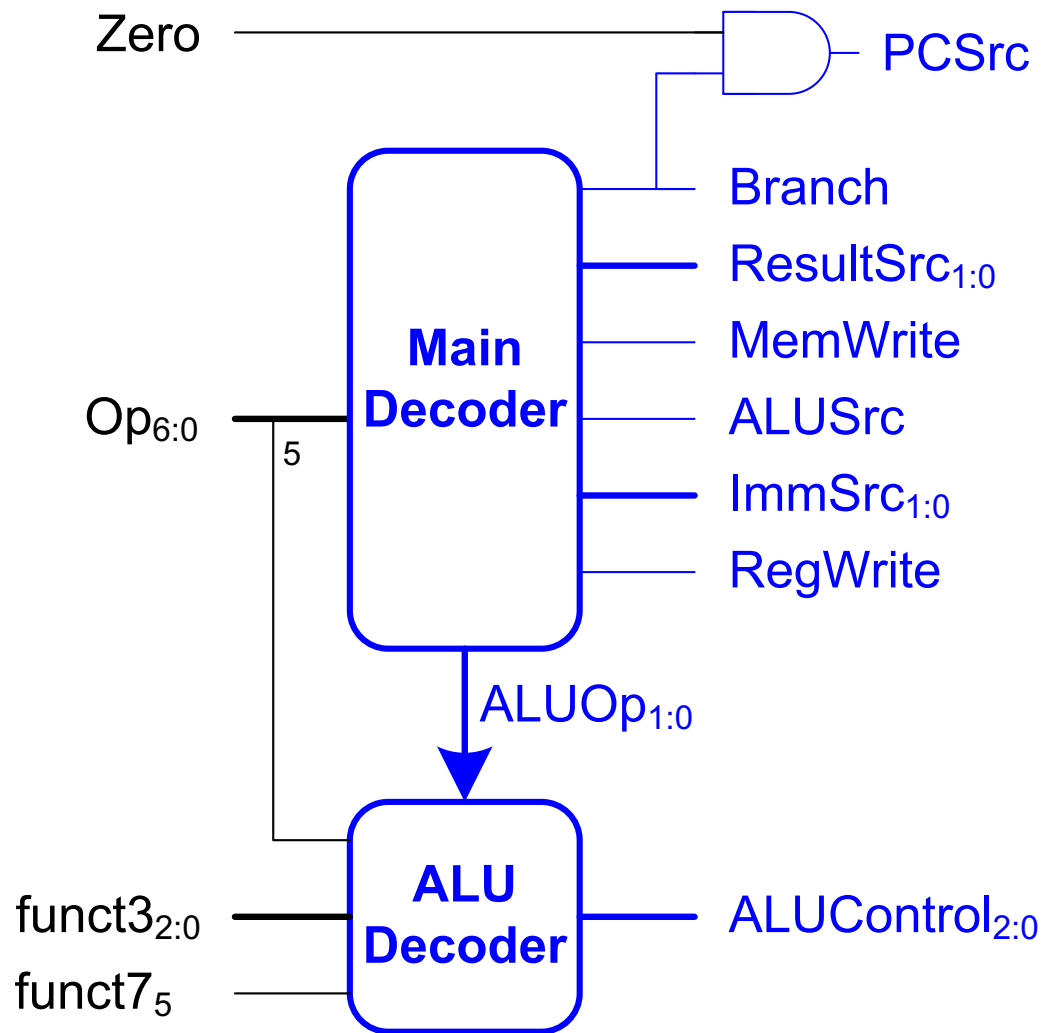 Zero
PCSrc
Branch
ResultSrc1:0
Main
Decoder
MemWrite
Op6:0
5
ALUSrc
ImmSrc1:0
RegWrite
ALUOp1:0
ALU
Decoder
funct32:0
ALUControl2:0
funct75